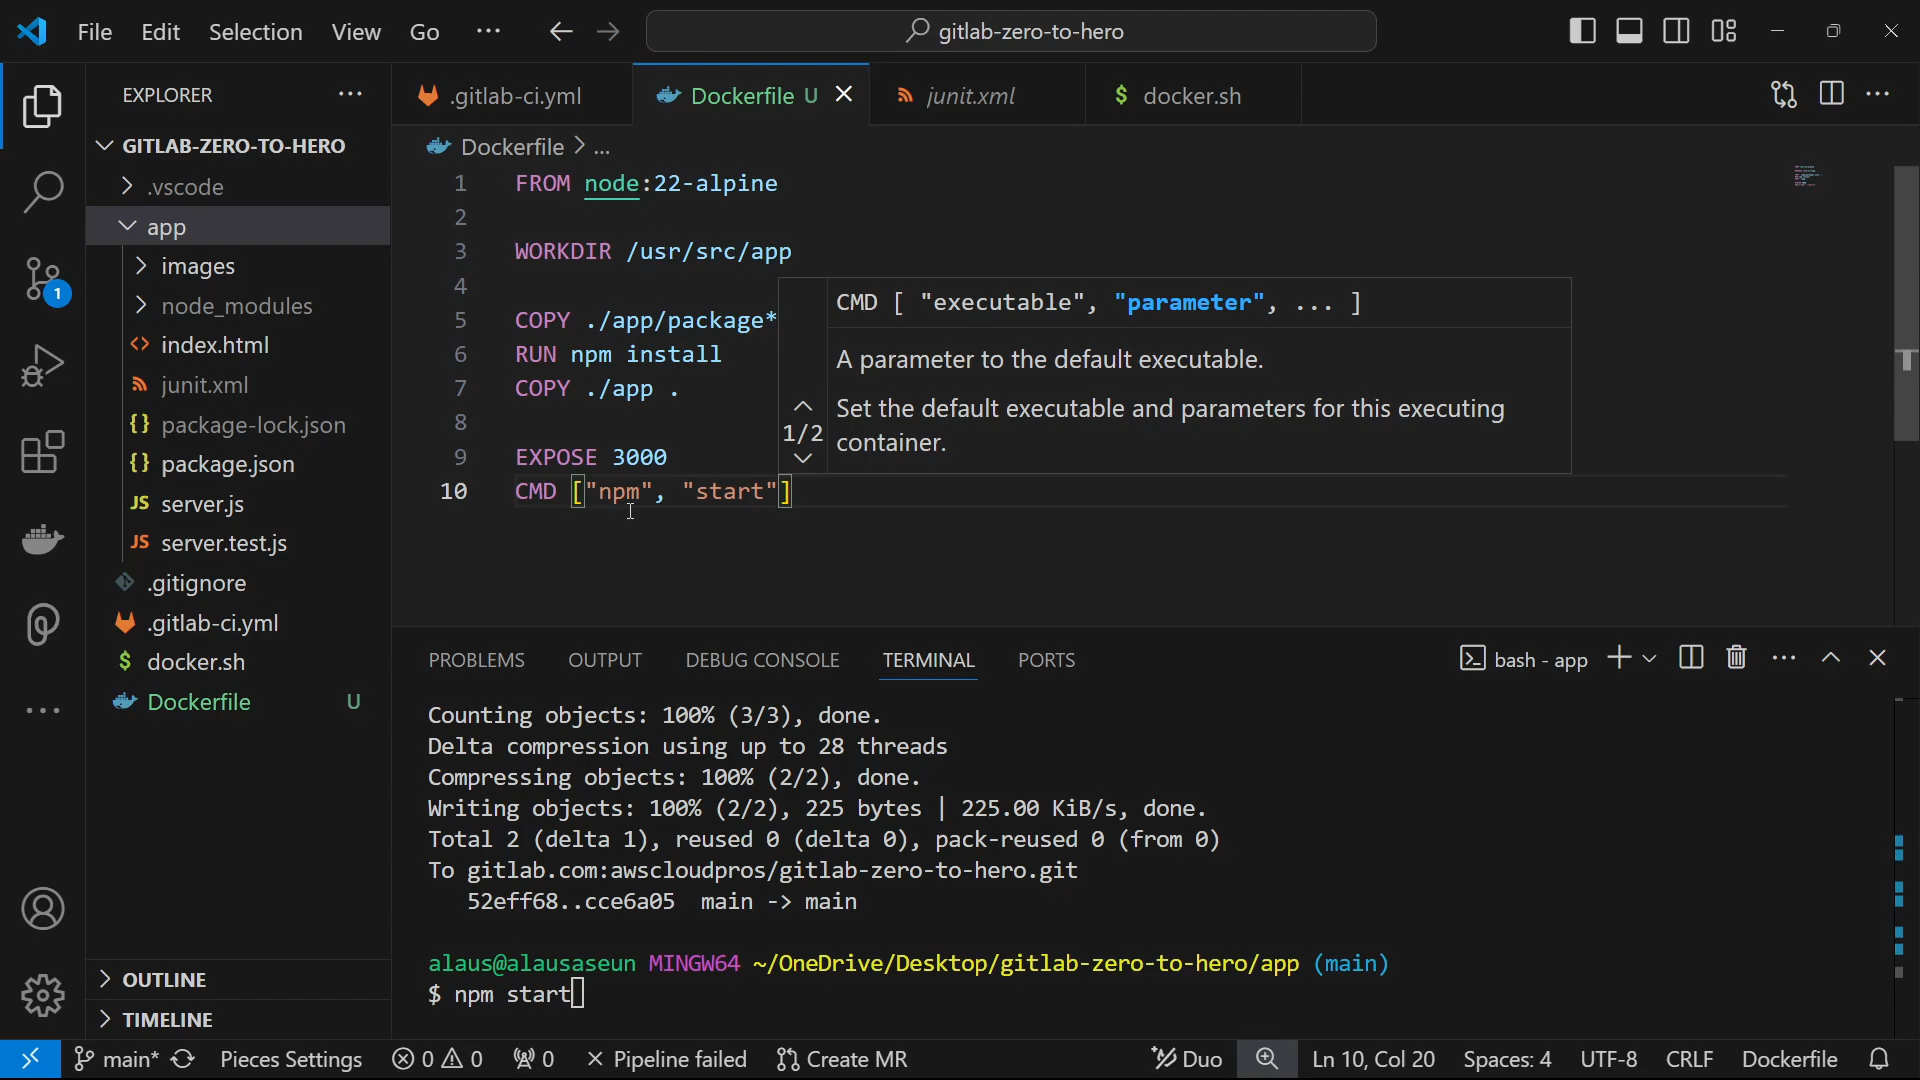 File Edit Selection View Go ... gitlab-zero-to-hero
EXPLORER ...
GITLAB-ZERO-TO-HERO
.vscode
app
images
node_modules
index.html
junit.xml
package-lock.json
package.json
JS server.js
JS server.test.js
.gitignore
.gitlab-ci.yml
$ docker.sh
Dockerfile U
OUTLINE
TIMELINE
.gitlab-ci.yml Dockerfile U junit.xml $ docker.sh
Dockerfile > ...
1 FROM node:22-alpine
2
3 WORKDIR /usr/src/app
4
5 COPY ./app/package*
6 RUN npm install
7 COPY ./app .
8
9 EXPOSE 3000
10 CMD ["npm", "start"]
CMD [ "executable", "parameter", ... ]
A parameter to the default executable.
1/2
Set the default executable and parameters for this executing
container.
PROBLEMS OUTPUT DEBUG CONSOLE TERMINAL PORTS bash - app
Counting objects: 100% (3/3), done.
Delta compression using up to 28 threads
Compressing objects: 100% (2/2), done.
Writing objects: 100% (2/2), 225 bytes | 225.00 KiB/s, done.
Total 2 (delta 1), reused 0 (delta 0), pack-reused 0 (from 0)
To gitlab.com:awscloudpros/gitlab-zero-to-hero.git
52eff68..cce6a05 main -> main
alaus@alausaseun MINGW64 ~/OneDrive/Desktop/gitlab-zero-to-hero/app (main)
$ npm start
1
main* Pieces Settings 0 0 0 Pipeline failed Create MR Duo Ln 10, Col 20 Spaces: 4 UTF-8 CRLF Dockerfile